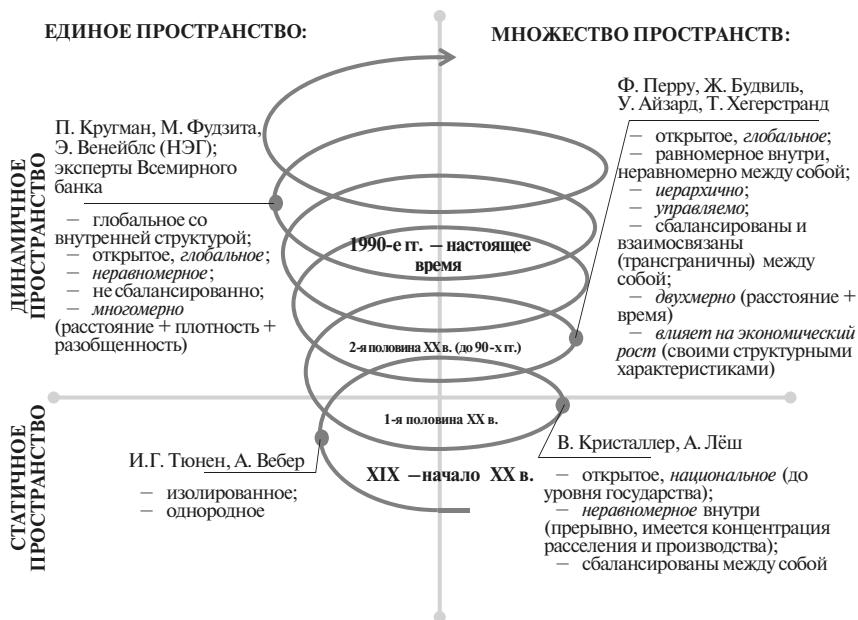 ЕДИНОЕ ПРОСТРАНСТВО:
МНОЖЕСТВО ПРОСТРАНСТВ:
ДИНАМИЧНОЕ
ПРОСТРАНСТВО
СТАТИЧНОЕ
ПРОСТРАНСТВО
П. Кругман, М. Фудзита,
Э. Венейблс (НЭГ);
эксперты Всемирного
банка
— глобальное со
внутренней структурой;
— открытое, глобальное;
— неравномерное;
— не сбалансированно;
— многомерно
(расстояние + плотность +
разобщенность)
Ф. Перру, Ж. Будвиль,
У. Айзард, Т. Хегерстранд
— открытое, глобальное;
— равномерное внутри,
неравномерно между собой;
— иерархично;
— управляемо;
— сбалансированы и
взаимосвязаны
(трансграничны) между
собой;
— двухмерно (расстояние +
время)
— влияет на экономический
рост (своими структурными
характеристиками)
1990-е гг. – настоящее
время
2-я половина XX в. (до 90-х гг.)
1-я половина XX в.
XIX – начало XX в.
И.Г. Тюнен, А. Вебер
— изолированное;
— однородное
В. Кристаллер, А. Лёш
— открытое, национальное (до
уровня государства);
— неравномерное внутри
(прерывно, имеется концентрация
расселения и производства);
— сбалансированы между собой